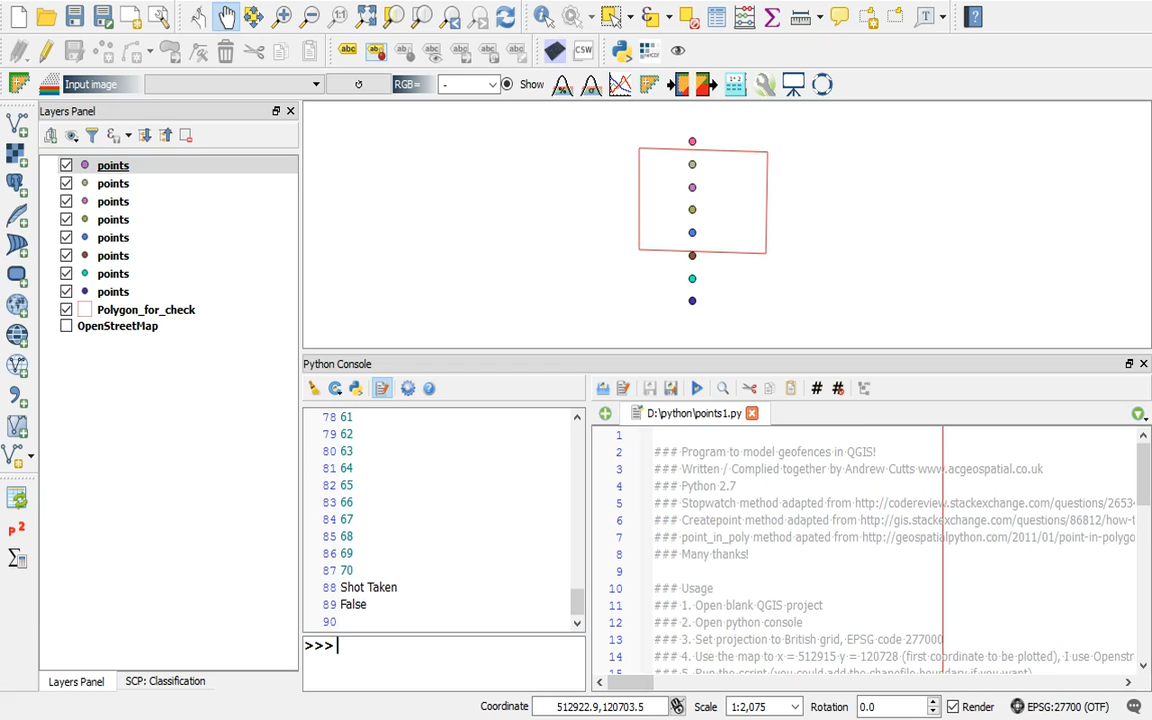 abc
CSW
Input image
RGB=
-
Show
Layers Panel
points
points
points
points
points
points
points
points
Polygon_for_check
OpenStreetMap
Python Console
D:\python\points1.py
78 61
79 62
80 63
81 64
82 65
83 66
84 67
85 68
86 69
87 70
88 Shot Taken
89 False
90
>>>
1
2 ### Program to model geofences in QGIS!
3 ### Written / Complied together by Andrew Cutts www.acgeospatial.co.uk
4 ### Python 2.7
5 ### Stopwatch method adapted from http://codereview.stackexchange.com/questions/2653
6 ### Createpoint method adapted from http://gis.stackexchange.com/questions/86812/how-t
7 ### point_in_poly method apated from http://geospatialpython.com/2011/01/point-in-polygo
8 ### Many thanks!
9
10 ### Usage
11 ### 1. Open blank QGIS project
12 ### 2. Open python console
13 ### 3. Set projection to British grid, EPSG code 277000
14 ### 4. Use the map to x = 512915 y = 120728 (first coordinate to be plotted), I use Openstr
Layers Panel
SCP: Classification
Coordinate
512922.9,120703.5
Scale
1:2,075
Rotation
0.0
Render
EPSG:27700 (OTF)